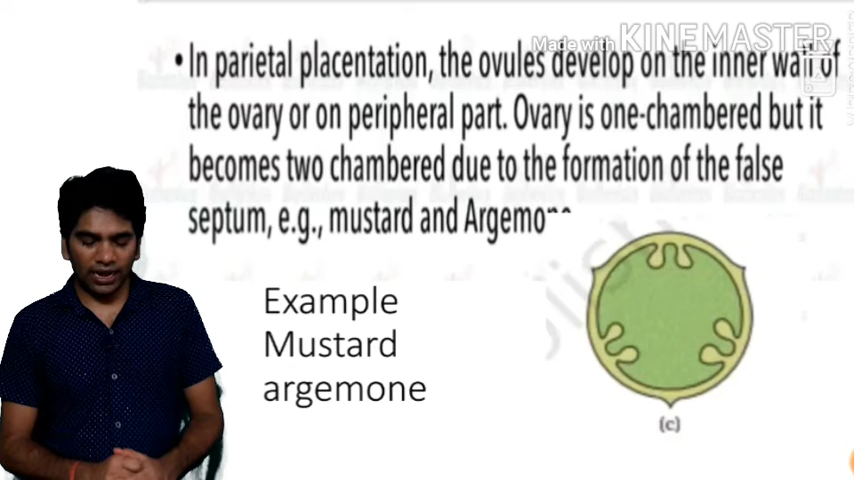 Made with KINEMASTER
• In parietal placentation, the ovules develop on the inner wall of
the ovary or on peripheral part. Ovary is one-chambered but it
becomes two chambered due to the formation of the false
septum, e.g., mustard and
Example
Mustard
argemone
(c)